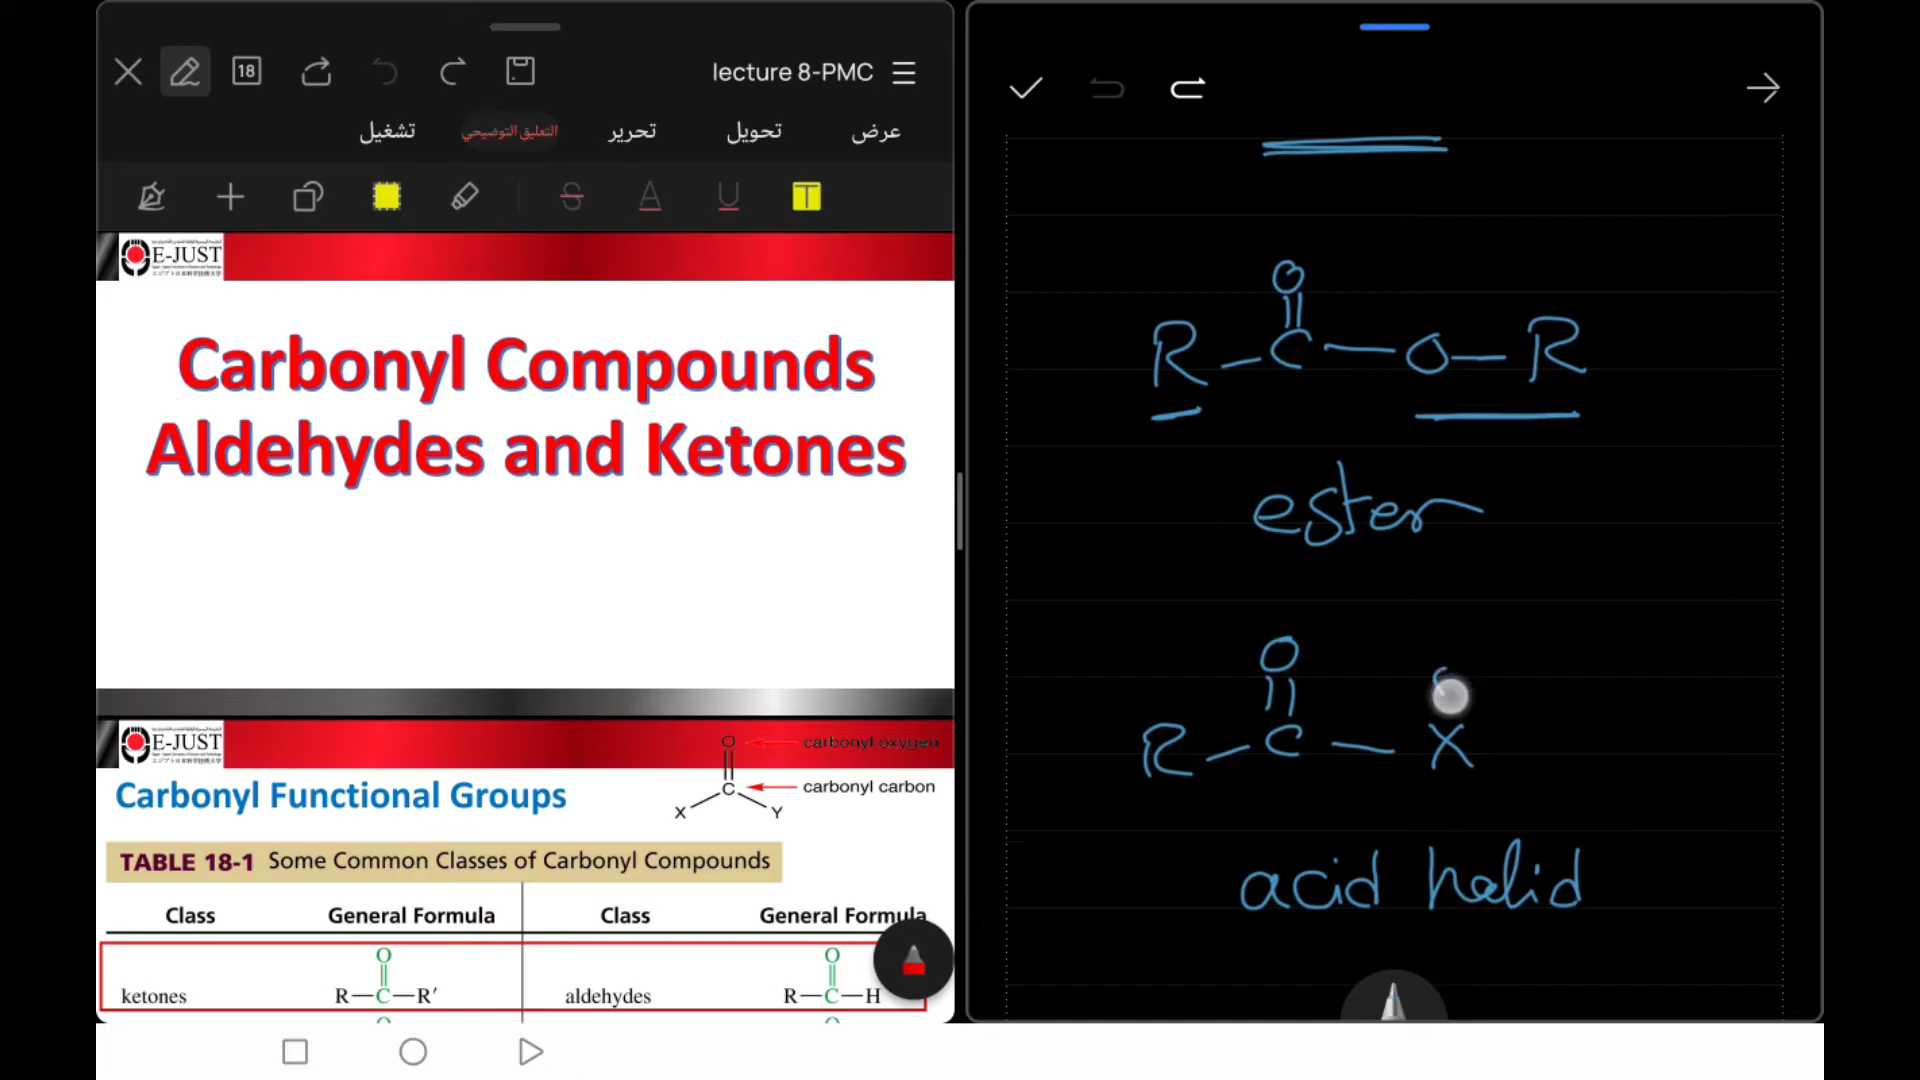 18
lecture 8-PMC
عرض
تحويل
تحرير
التعليق التوضيحي
تشغيل
S A U T
E-JUST
Carbonyl Compounds
Aldehydes and Ketones
E-JUST
O carbonyl oxygen
C carbonyl carbon
X Y
Carbonyl Functional Groups
TABLE 18-1 Some Common Classes of Carbonyl Compounds
Class General Formula Class General Formula
O O
ketones R—C—R′ aldehydes R—C—H
O
R—C—O—R
ester
O
R—C—X
acid halid